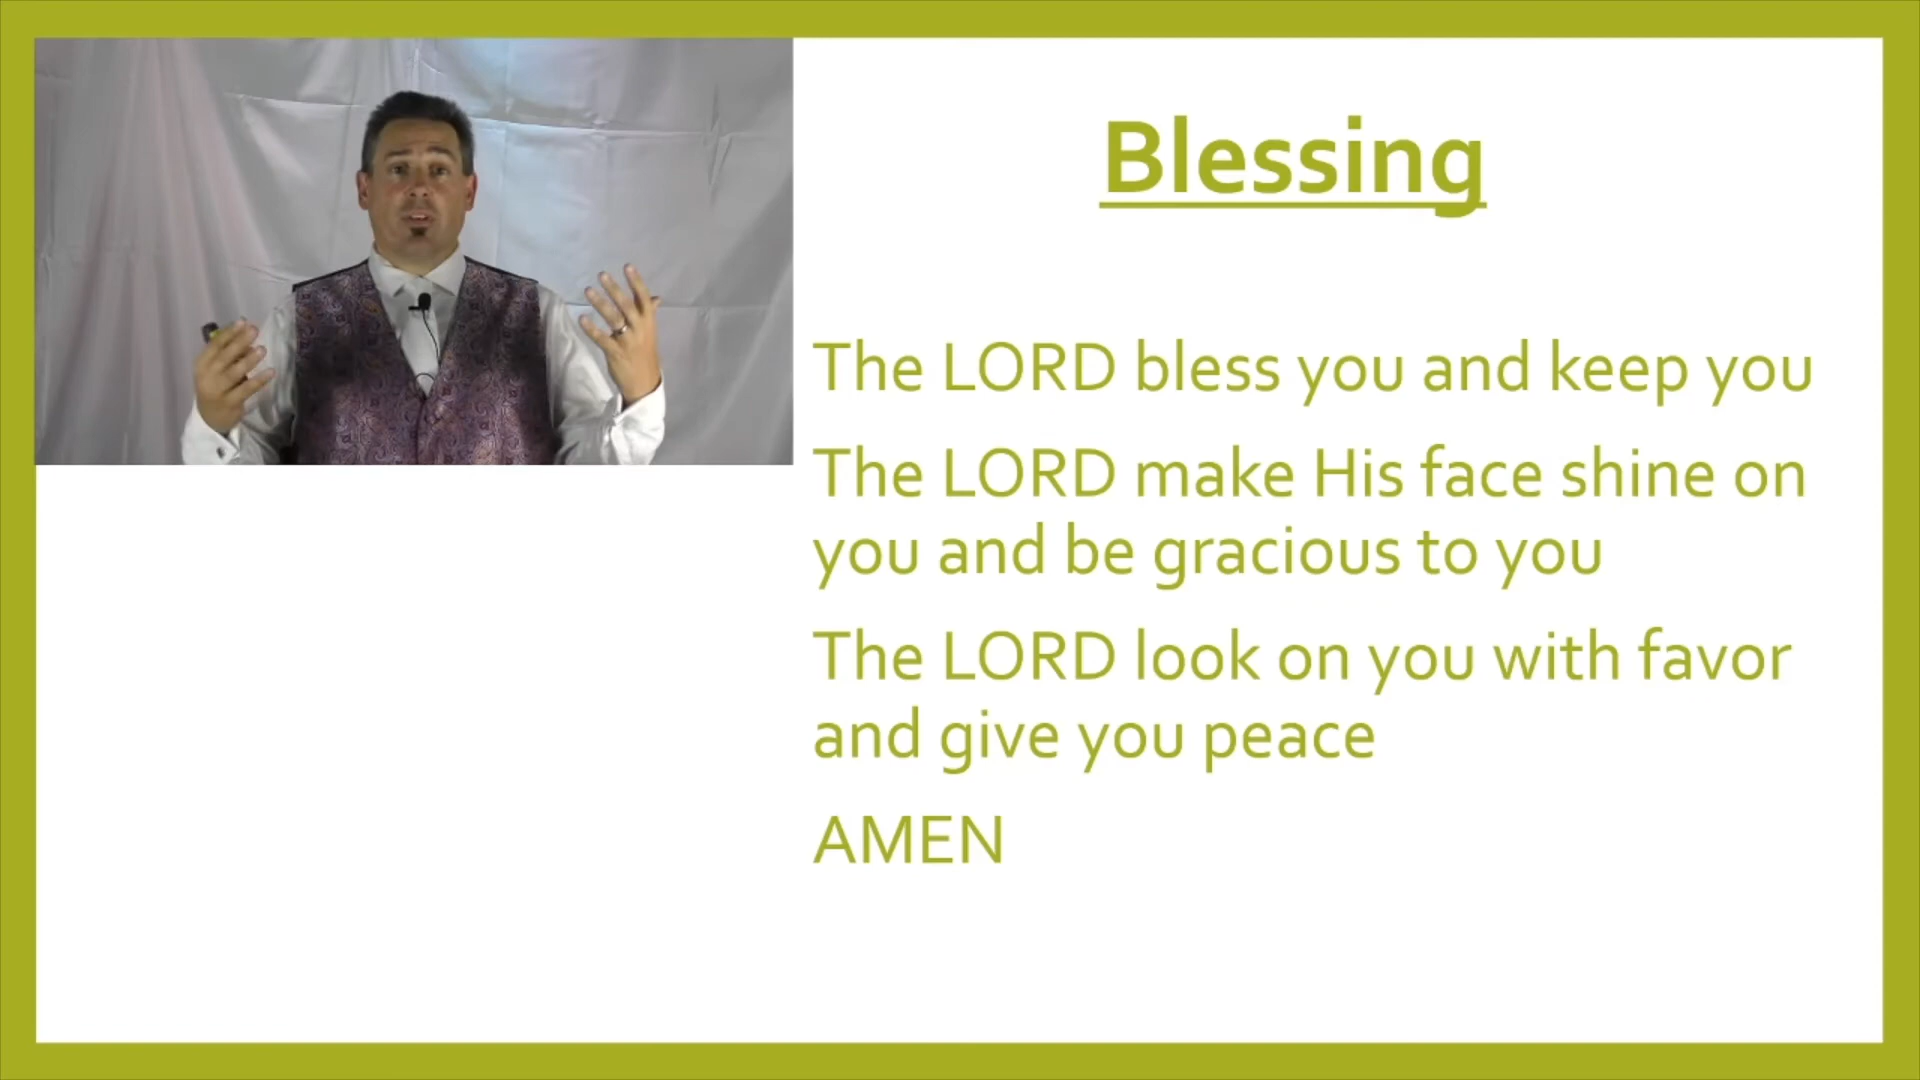 Blessing
The LORD bless you and keep you
The LORD make His face shine on
you and be gracious to you
The LORD look on you with favor
and give you peace
AMEN